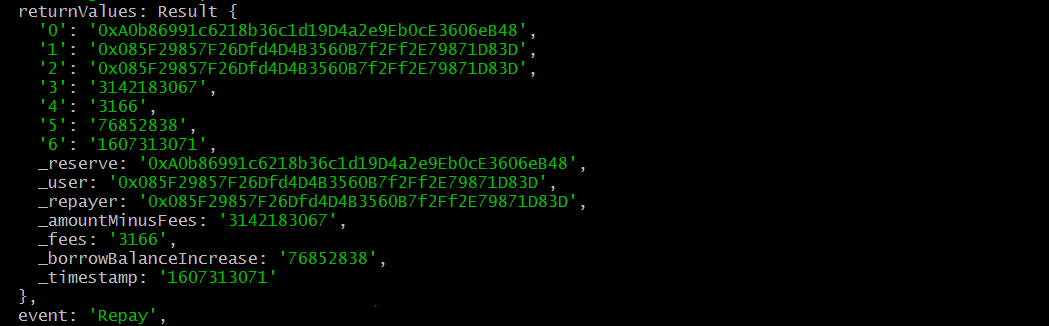 returnValues: Result {
'0': '0xA0b86991c6218b36c1d19D4a2e9Eb0cE3606eB48',
'1': '0x085F29857F26Dfd4D4B3560B7f2Ff2E79871D83D',
'2': '0x085F29857F26Dfd4D4B3560B7f2Ff2E79871D83D',
'3': '3142183067',
'4': '3166',
'5': '76852838',
'6': '1607313071',
_reserve: '0xA0b86991c6218b36c1d19D4a2e9Eb0cE3606eB48',
_user: '0x085F29857F26Dfd4D4B3560B7f2Ff2E79871D83D',
_repayer: '0x085F29857F26Dfd4D4B3560B7f2Ff2E79871D83D',
_amountMinusFees: '3142183067',
_fees: '3166',
_borrowBalanceIncrease: '76852838',
_timestamp: '1607313071'
},
event: 'Repay',